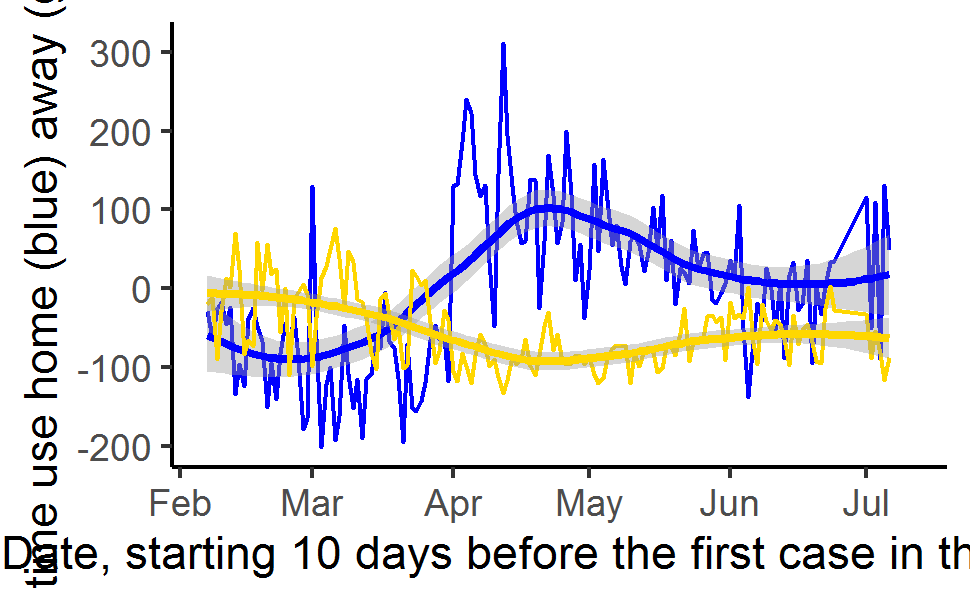 time use home (blue) away (
300
200
100
0
-100
-200
Feb Mar Apr May Jun Jul
Date, starting 10 days before the first case in th